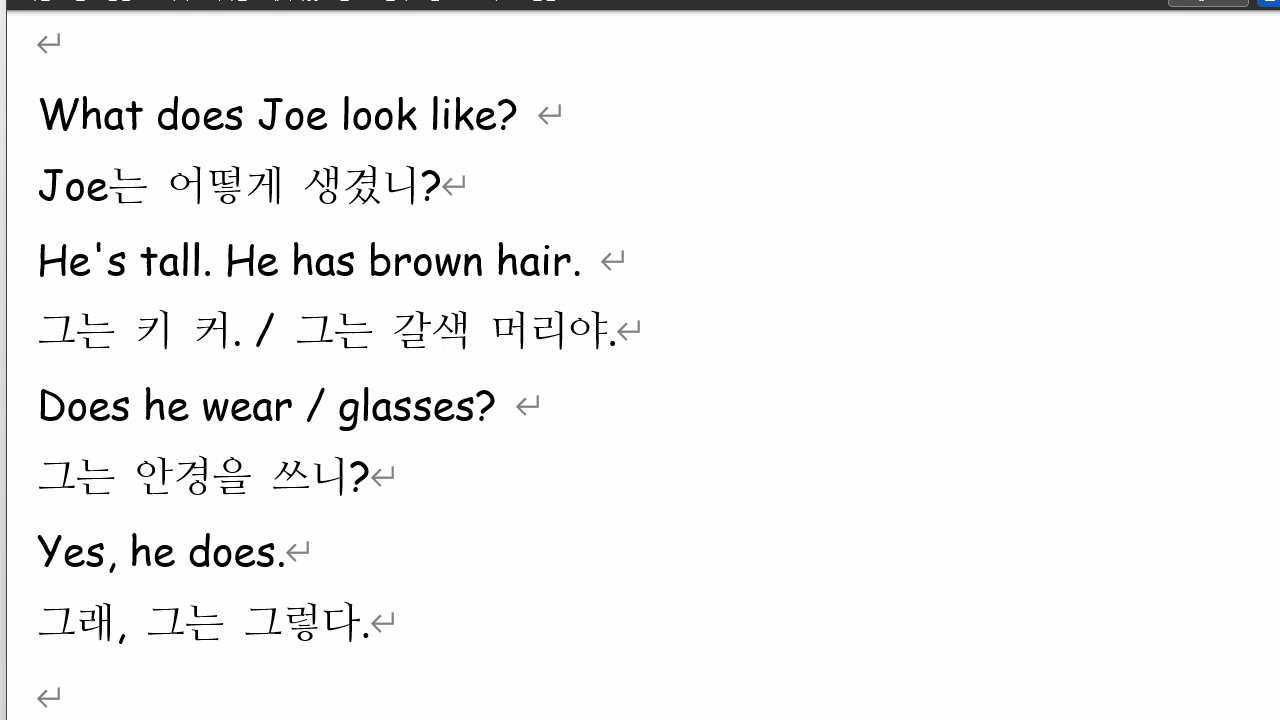 What does Joe look like?
Joe는 어떻게 생겼니?
He's tall. He has brown hair.
그는 키 커. / 그는 갈색 머리야.
Does he wear / glasses?
그는 안경을 쓰니?
Yes, he does.
그래, 그는 그렇다.